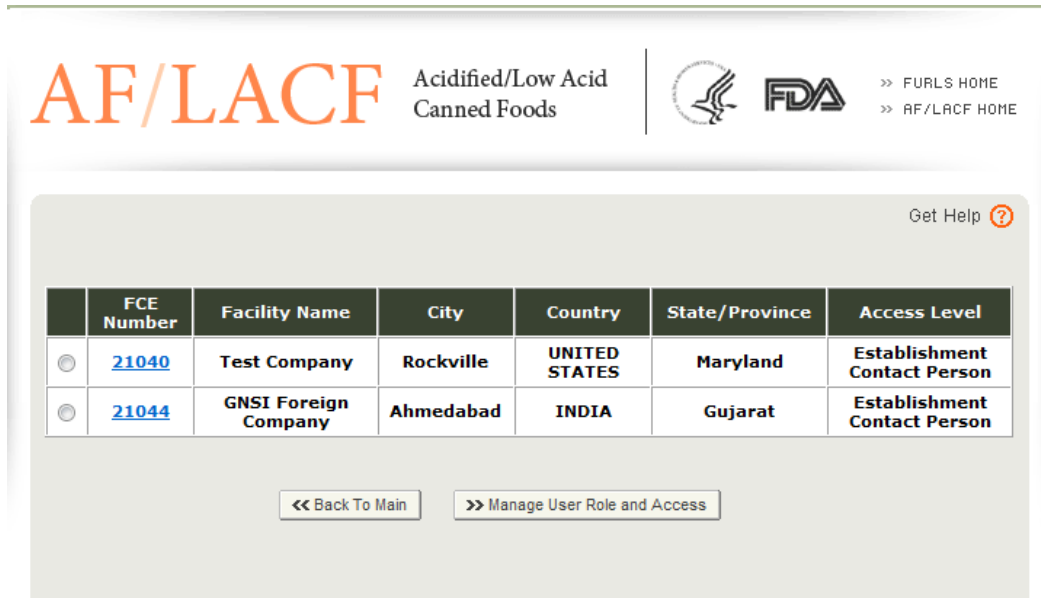 AF/LACF
Acidified/Low Acid
Canned Foods
FDA
>> FURLS HOME
>> AF/LACF HOME
Get Help ?
FCE Number Facility Name City Country State/Province Access Level
21040 Test Company Rockville UNITED STATES Maryland Establishment Contact Person
21044 GNSI Foreign Company Ahmedabad INDIA Gujarat Establishment Contact Person
<< Back To Main >> Manage User Role and Access